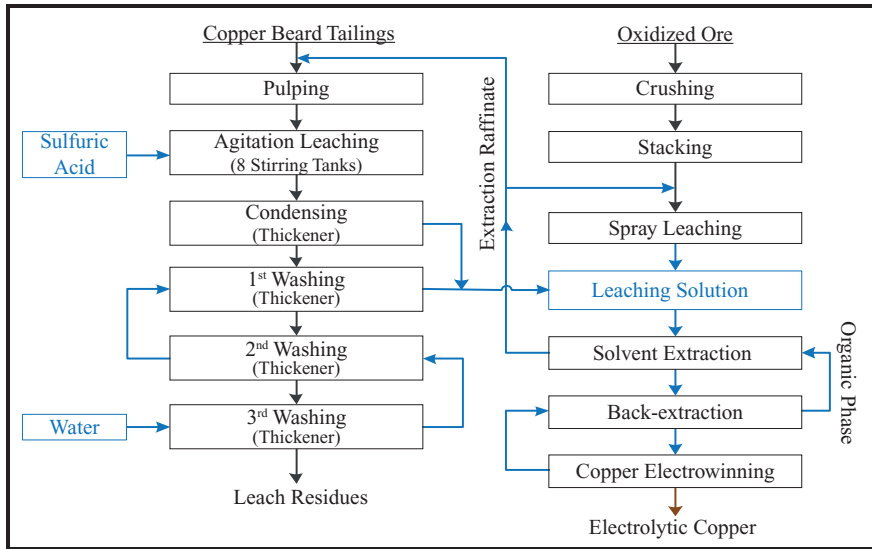 Copper Beard Tailings
Pulping
Sulfuric
Acid
Agitation Leaching
(8 Stirring Tanks)
Condensing
(Thickener)
1st Washing
(Thickener)
2nd Washing
(Thickener)
Water
3rd Washing
(Thickener)
Leach Residues
Extraction Raffinate
Oxidized Ore
Crushing
Stacking
Spray Leaching
Leaching Solution
Solvent Extraction
Back-extraction
Organic Phase
Copper Electrowinning
Electrolytic Copper